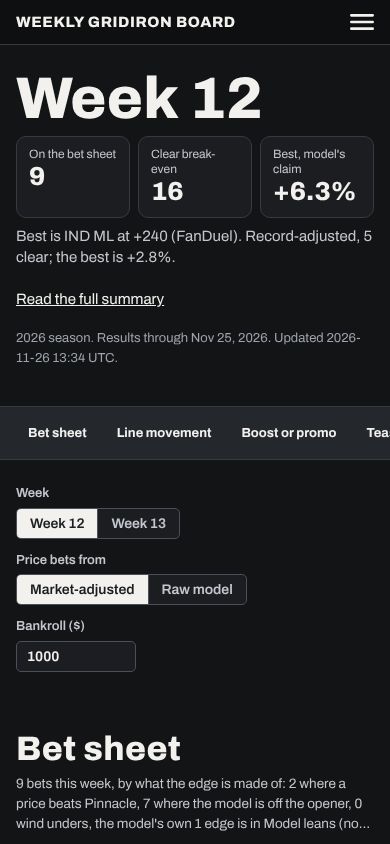 WEEKLY GRIDIRON BOARD
Week 12
On the bet sheet
9
Clear break-
even
16
Best, model's
claim
+6.3%
Best is IND ML at +240 (FanDuel). Record-adjusted, 5
clear; the best is +2.8%.
Read the full summary
2026 season. Results through Nov 25, 2026. Updated 2026-
11-26 13:34 UTC.
Bet sheet
Line movement
Boost or promo
Tea
Week
Week 12
Week 13
Price bets from
Market-adjusted
Raw model
Bankroll ($)
1000
Bet sheet
9 bets this week, by what the edge is made of: 2 where a
price beats Pinnacle, 7 where the model is off the opener, 0
wind unders, the model's own 1 edge is in Model leans (no...